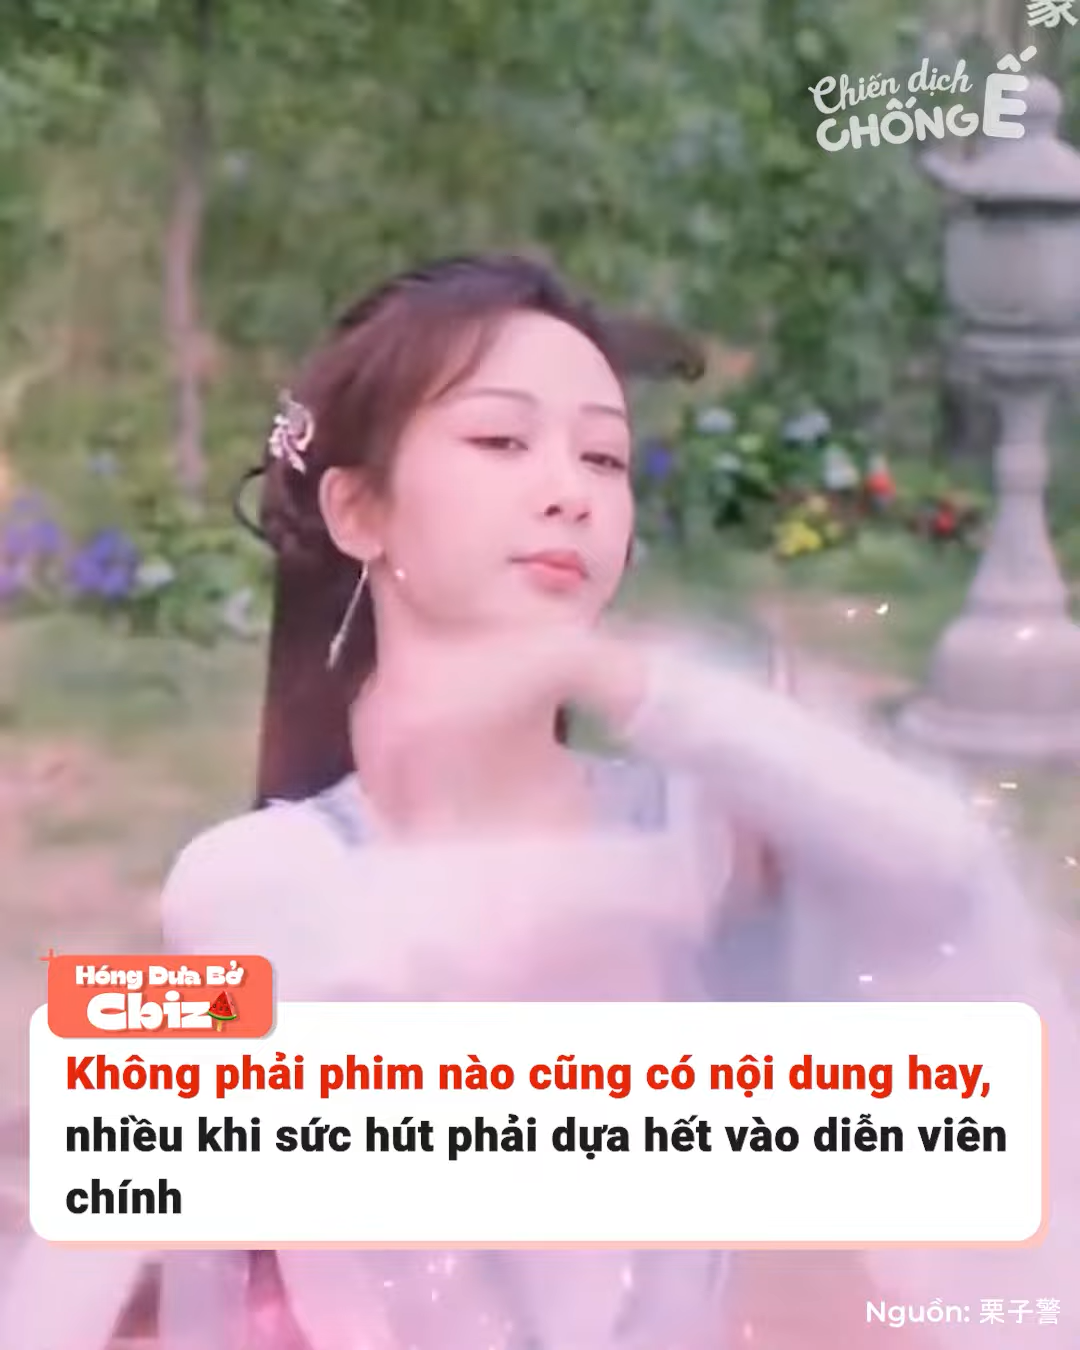 家
Chiến dịch
CHỐNG Ế
Hóng Dưa Bở
Cbiz
Không phải phim nào cũng có nội dung hay,
nhiều khi sức hút phải dựa hết vào diễn viên
chính
Nguồn: 栗子警